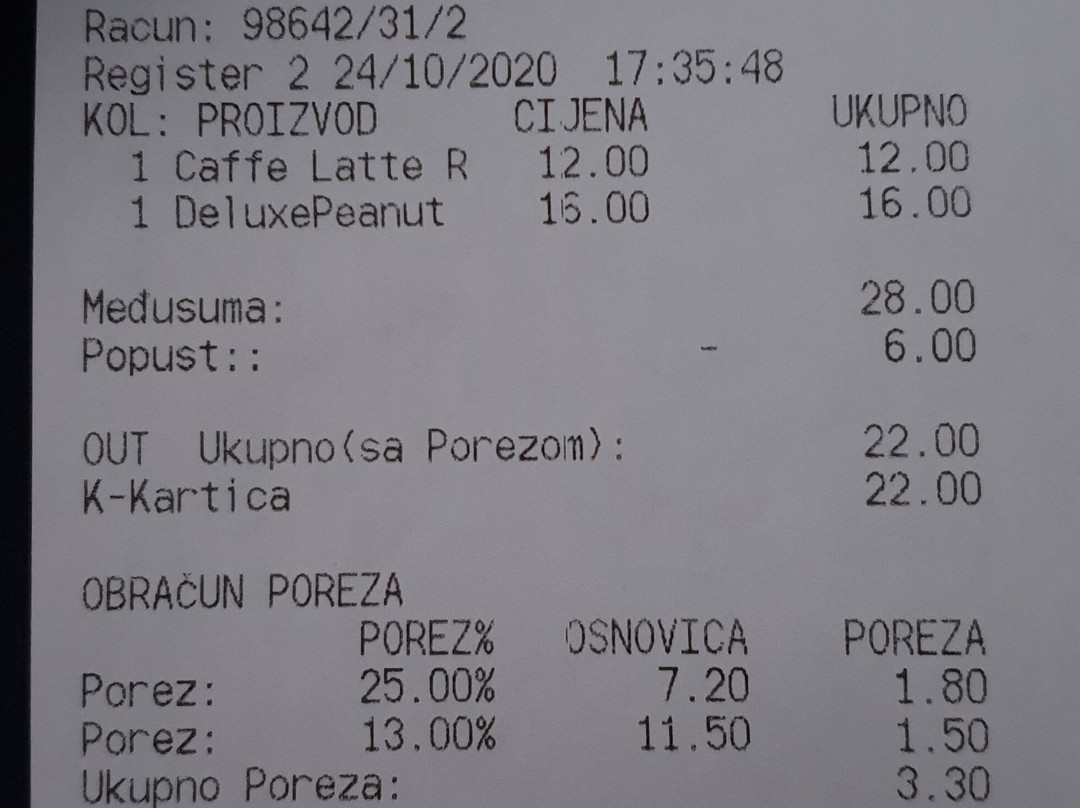 Racun: 98642/31/2
Register 2 24/10/2020 17:35:48
KOL: PROIZVOD CIJENA UKUPNO
1 Caffe Latte R 12.00 12.00
1 DeluxePeanut 16.00 16.00
Međusuma: 28.00
Popust:: - 6.00
OUT Ukupno(sa Porezom): 22.00
K-Kartica 22.00
OBRAČUN POREZA
POREZ% OSNOVICA POREZA
Porez: 25.00% 7.20 1.80
Porez: 13.00% 11.50 1.50
Ukupno Poreza: 3.30